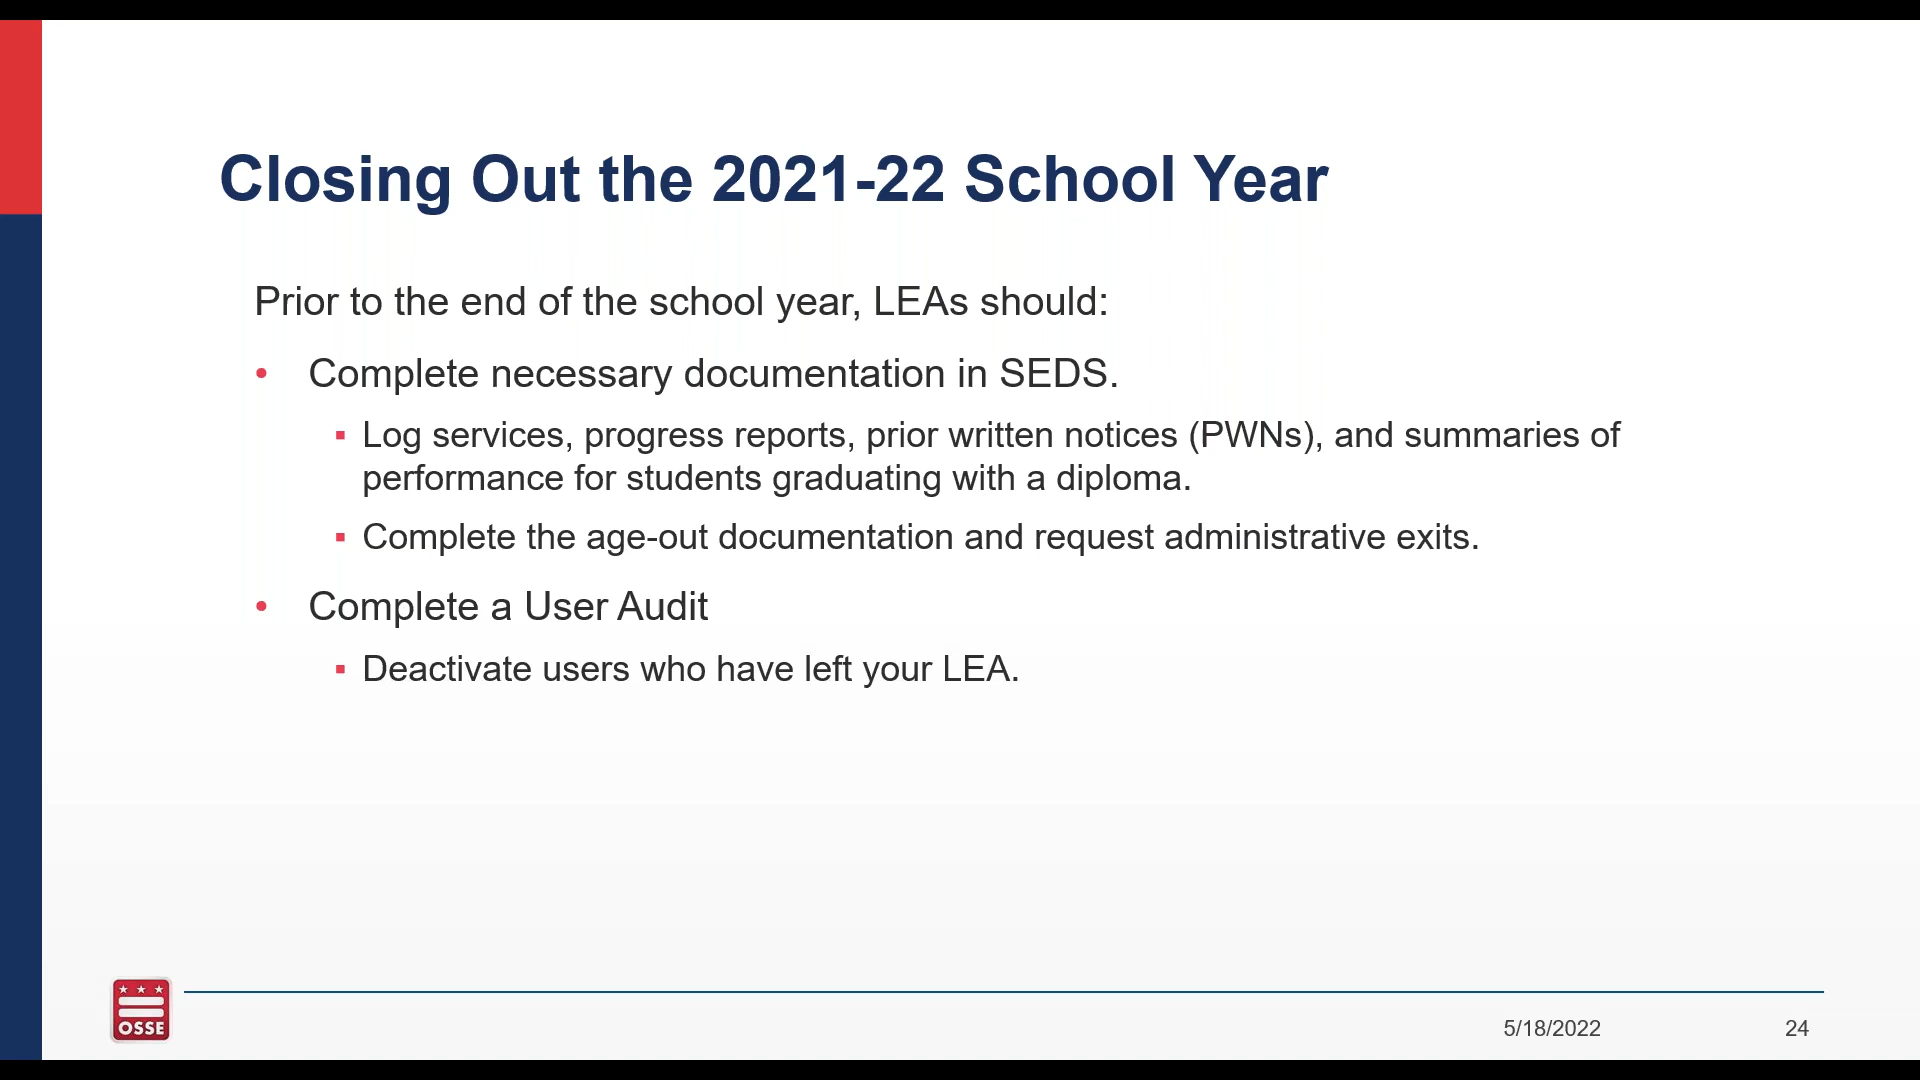 Closing Out the 2021-22 School Year
Prior to the end of the school year, LEAs should:
• Complete necessary documentation in SEDS.
▪ Log services, progress reports, prior written notices (PWNs), and summaries of
performance for students graduating with a diploma.
▪ Complete the age-out documentation and request administrative exits.
• Complete a User Audit
▪ Deactivate users who have left your LEA.
OSSE
5/18/2022
24